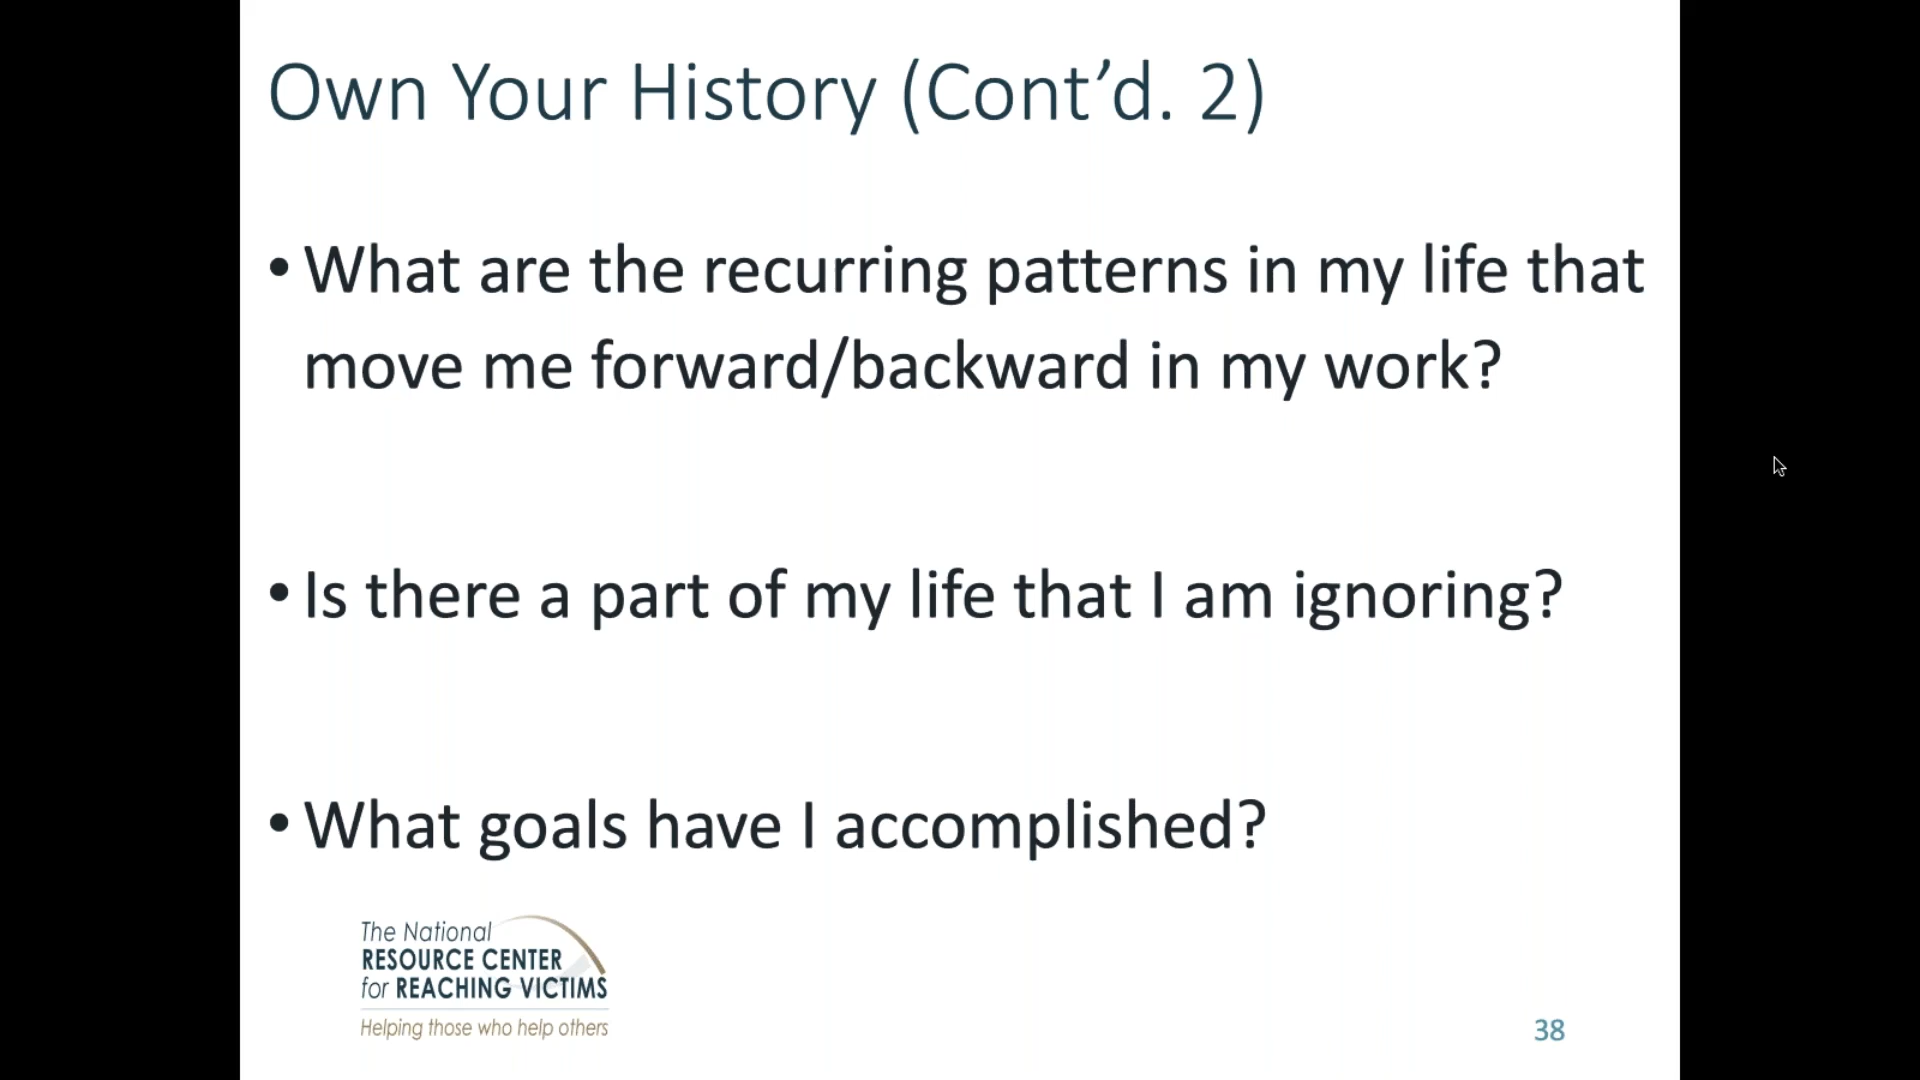 Own Your History (Cont’d. 2)
• What are the recurring patterns in my life that
move me forward/backward in my work?
• Is there a part of my life that I am ignoring?
• What goals have I accomplished?
The National
RESOURCE CENTER
for REACHING VICTIMS
Helping those who help others
38